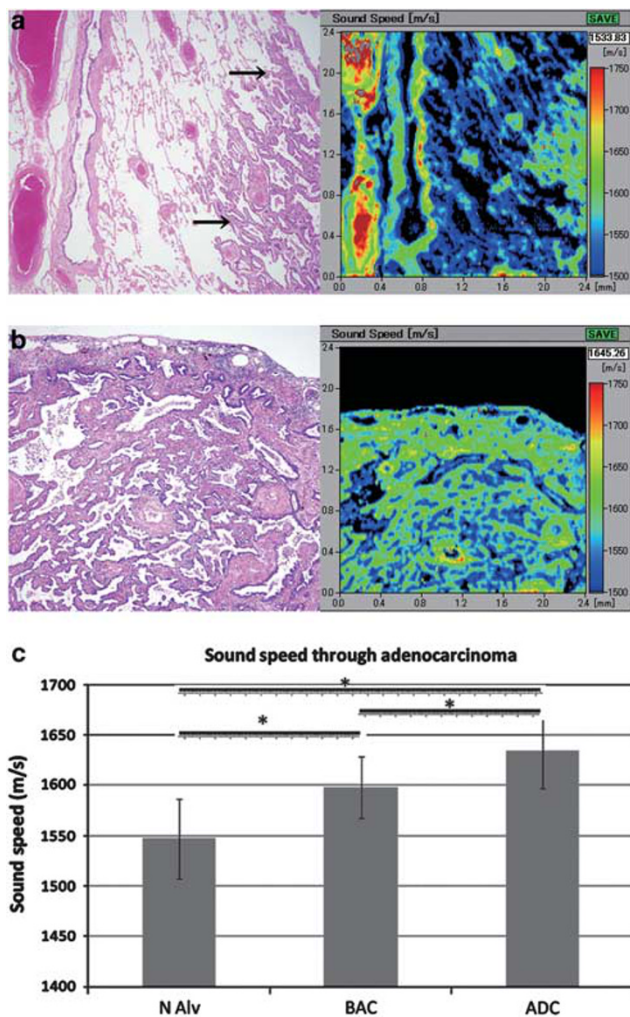 a
Sound Speed [m/s]
SAVE
1533.83
[m/s]
2.4
2.0
1.6
1.2
0.8
0.4
0.0
0.0 0.4 0.8 1.2 1.6 2.0 2.4
[mm]
1750
1700
1650
1600
1550
1500
b
Sound Speed [m/s]
SAVE
1645.26
[m/s]
2.4
2.0
1.6
1.2
0.8
0.4
0.0
0.0 0.4 0.8 1.2 1.6 2.0 2.4
[mm]
1750
1700
1650
1600
1550
1500
c
Sound speed through adenocarcinoma
Sound speed (m/s)
1700
1650
1600
1550
1500
1450
1400
*
*
*
N Alv BAC ADC